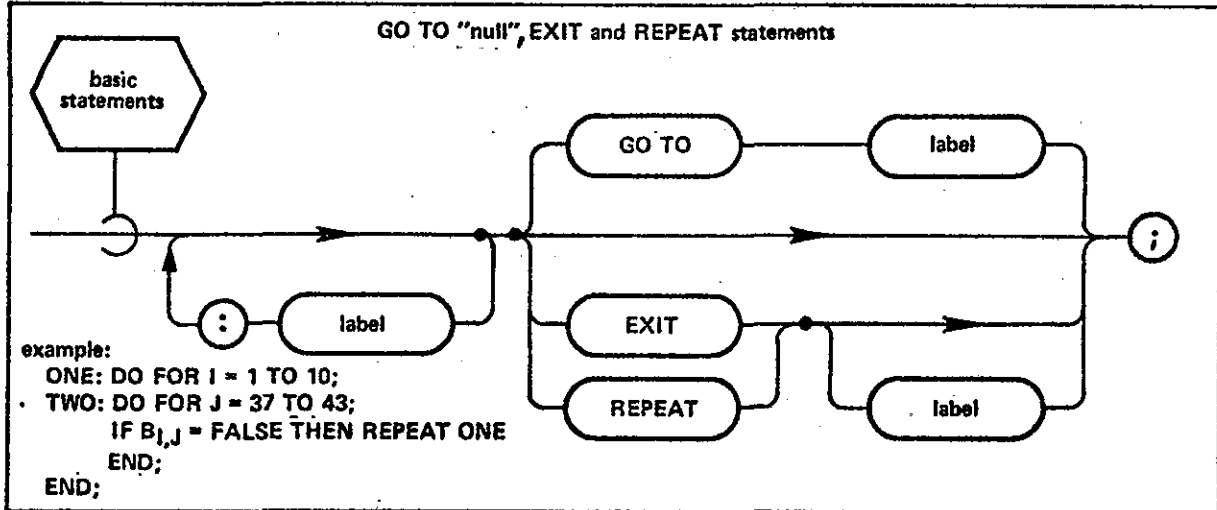 GO TO "null", EXIT and REPEAT statements
basic
statements
GO TO
label
;
:
label
EXIT
REPEAT
label
example:
ONE: DO FOR I = 1 TO 10;
TWO: DO FOR J = 37 TO 43;
IF BI,J = FALSE THEN REPEAT ONE
END;
END;